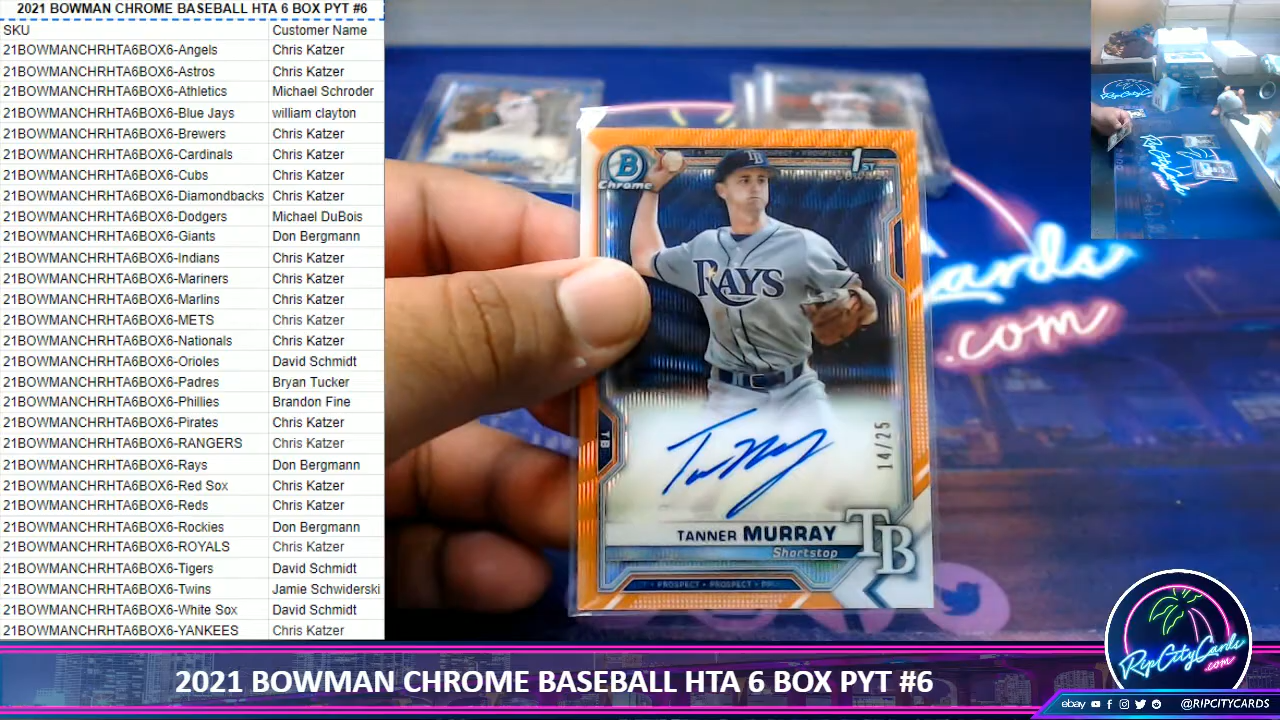 2021 BOWMAN CHROME BASEBALL HTA 6 BOX PYT #6
SKU Customer Name
21BOWMANCHRHTA6BOX6-Angels Chris Katzer
21BOWMANCHRHTA6BOX6-Astros Chris Katzer
21BOWMANCHRHTA6BOX6-Athletics Michael Schroder
21BOWMANCHRHTA6BOX6-Blue Jays william clayton
21BOWMANCHRHTA6BOX6-Brewers Chris Katzer
21BOWMANCHRHTA6BOX6-Cardinals Chris Katzer
21BOWMANCHRHTA6BOX6-Cubs Chris Katzer
21BOWMANCHRHTA6BOX6-Diamondbacks Chris Katzer
21BOWMANCHRHTA6BOX6-Dodgers Michael DuBois
21BOWMANCHRHTA6BOX6-Giants Don Bergmann
21BOWMANCHRHTA6BOX6-Indians Chris Katzer
21BOWMANCHRHTA6BOX6-Mariners Chris Katzer
21BOWMANCHRHTA6BOX6-Marlins Chris Katzer
21BOWMANCHRHTA6BOX6-METS Chris Katzer
21BOWMANCHRHTA6BOX6-Nationals Chris Katzer
21BOWMANCHRHTA6BOX6-Orioles David Schmidt
21BOWMANCHRHTA6BOX6-Padres Bryan Tucker
21BOWMANCHRHTA6BOX6-Phillies Brandon Fine
21BOWMANCHRHTA6BOX6-Pirates Chris Katzer
21BOWMANCHRHTA6BOX6-RANGERS Chris Katzer
21BOWMANCHRHTA6BOX6-Rays Don Bergmann
21BOWMANCHRHTA6BOX6-Red Sox Chris Katzer
21BOWMANCHRHTA6BOX6-Reds Chris Katzer
21BOWMANCHRHTA6BOX6-Rockies Don Bergmann
21BOWMANCHRHTA6BOX6-ROYALS Chris Katzer
21BOWMANCHRHTA6BOX6-Tigers David Schmidt
21BOWMANCHRHTA6BOX6-Twins Jamie Schwiderski
21BOWMANCHRHTA6BOX6-White Sox David Schmidt
21BOWMANCHRHTA6BOX6-YANKEES Chris Katzer
B
Chrome
1ST
BOWMAN
TB
RAYS
TB
14/25
TANNER MURRAY
Shortstop
TB
PROSPECT • PROSPECT
ards
.com
RipCityCards
.com
2021 BOWMAN CHROME BASEBALL HTA 6 BOX PYT #6
ebay
@RIPCITYCARDS